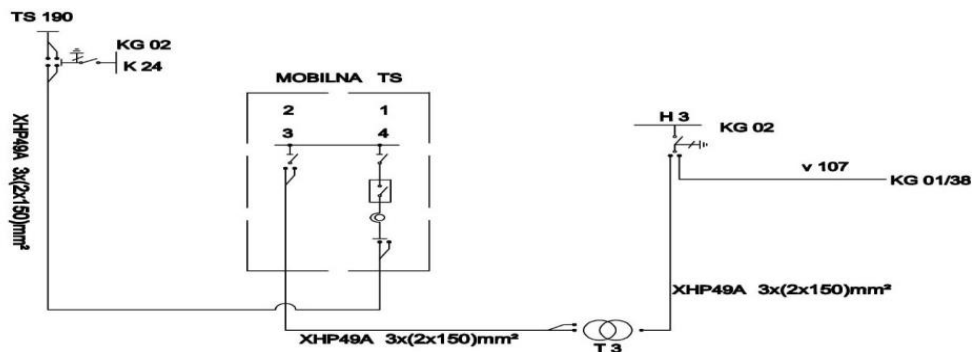 TS 190
KG 02
K 24
MOBILNA TS
2 1
3 4
XHP49A 3x(2x150)mm²
H 3
KG 02
v 107
KG 01/38
XHP49A 3x(2x150)mm²
XHP49A 3x(2x150)mm²
T 3